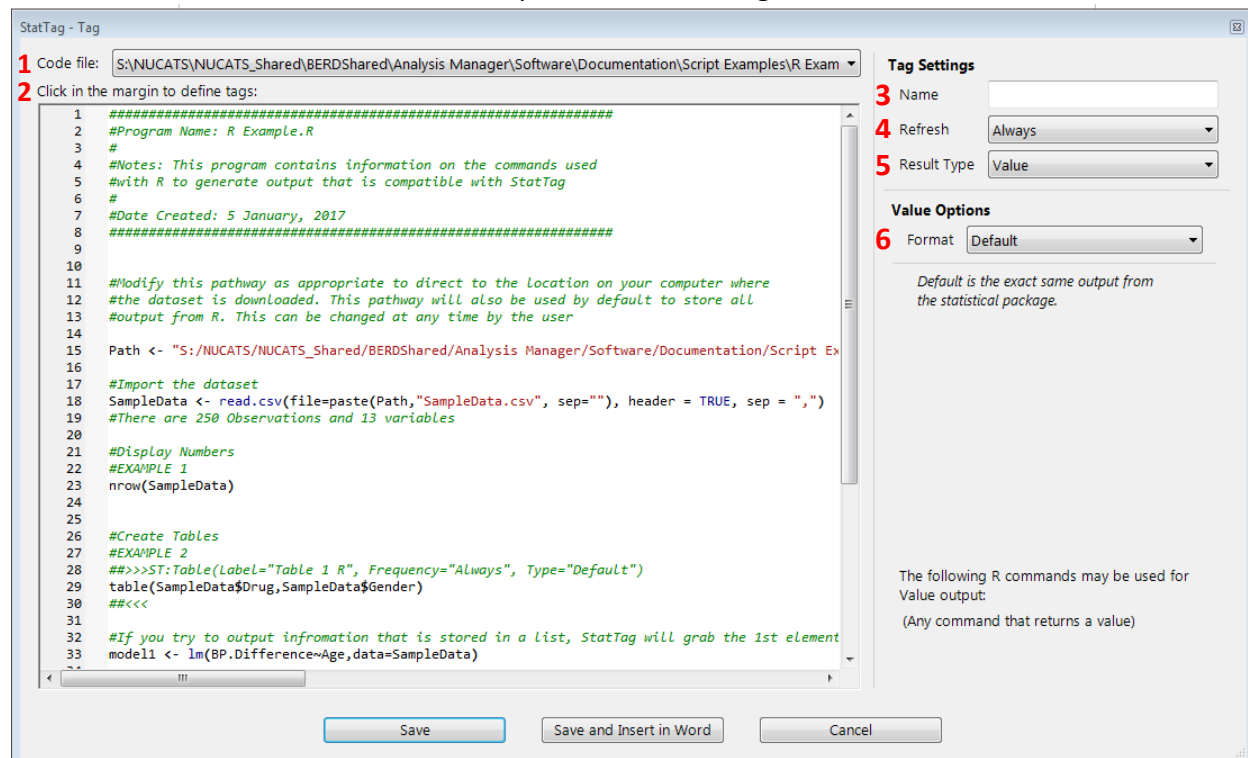 StatTag - Tag
1 Code file: S:\NUCATS\NUCATS_Shared\BERDShared\Analysis Manager\Software\Documentation\Script Examples\R Exam
2 Click in the margin to define tags:
1 ################################################################
2 #Program Name: R Example.R
3 #
4 #Notes: This program contains information on the commands used
5 #with R to generate output that is compatible with StatTag
6 #
7 #Date Created: 5 January, 2017
8 ################################################################
9
10
11 #Modify this pathway as appropriate to direct to the location on your computer where
12 #the dataset is downloaded. This pathway will also be used by default to store all
13 #output from R. This can be changed at any time by the user
14
15 Path <- "S:/NUCATS/NUCATS_Shared/BERDShared/Analysis Manager/Software/Documentation/Script Ex
16
17 #Import the dataset
18 SampleData <- read.csv(file=paste(Path,"SampleData.csv", sep=""), header = TRUE, sep = ",")
19 #There are 250 Observations and 13 variables
20
21 #Display Numbers
22 #EXAMPLE 1
23 nrow(SampleData)
24
25
26 #Create Tables
27 #EXAMPLE 2
28 ##>>>ST:Table(Label="Table 1 R", Frequency="Always", Type="Default")
29 table(SampleData$Drug,SampleData$Gender)
30 ##<<<
31
32 #If you try to output infromation that is stored in a list, StatTag will grab the 1st element
33 model1 <- lm(BP.Difference~Age,data=SampleData)
Tag Settings
3 Name
4 Refresh Always
5 Result Type Value
Value Options
6 Format Default
Default is the exact same output from
the statistical package.
The following R commands may be used for
Value output:
(Any command that returns a value)
Save
Save and Insert in Word
Cancel